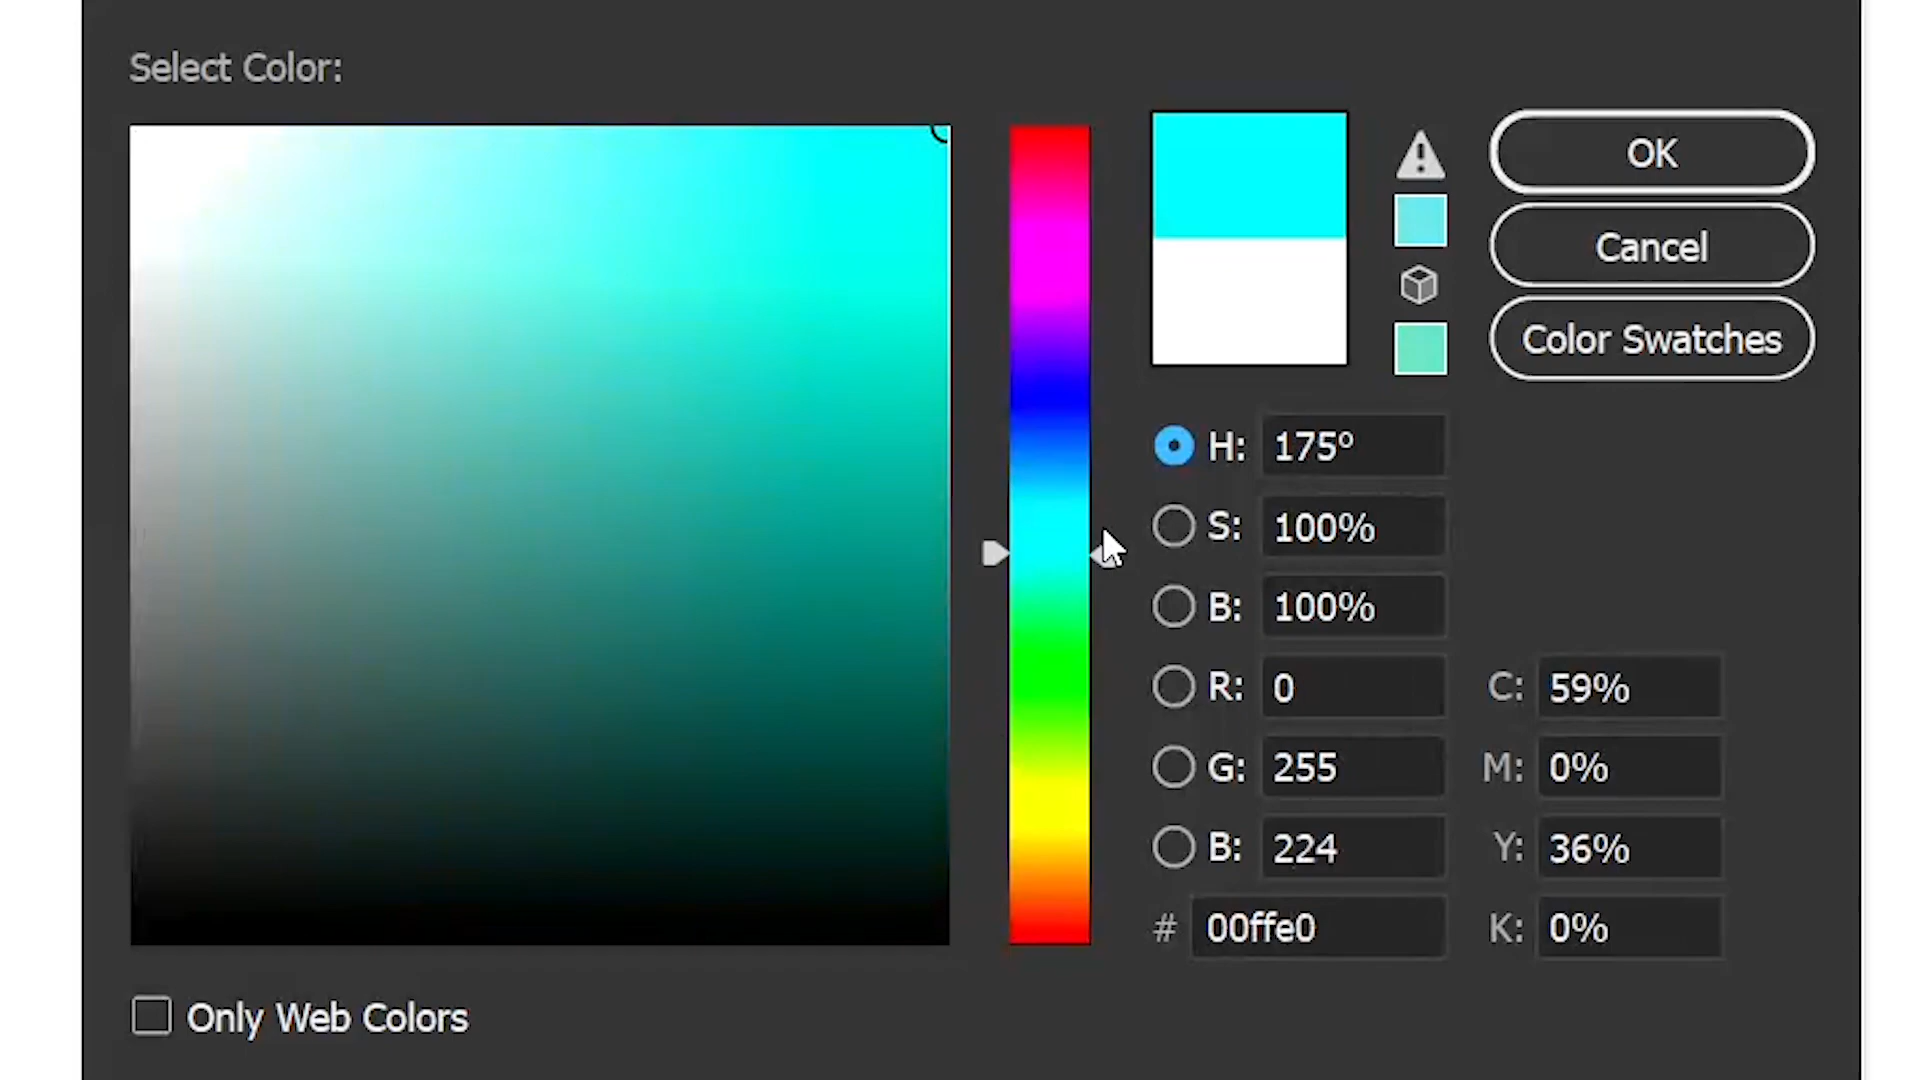 Select Color:
OK
Cancel
Color Swatches
H: 175º
S: 100%
B: 100%
R: 0
C: 59%
G: 255
M: 0%
B: 224
Y: 36%
# 00ffe0
K: 0%
Only Web Colors